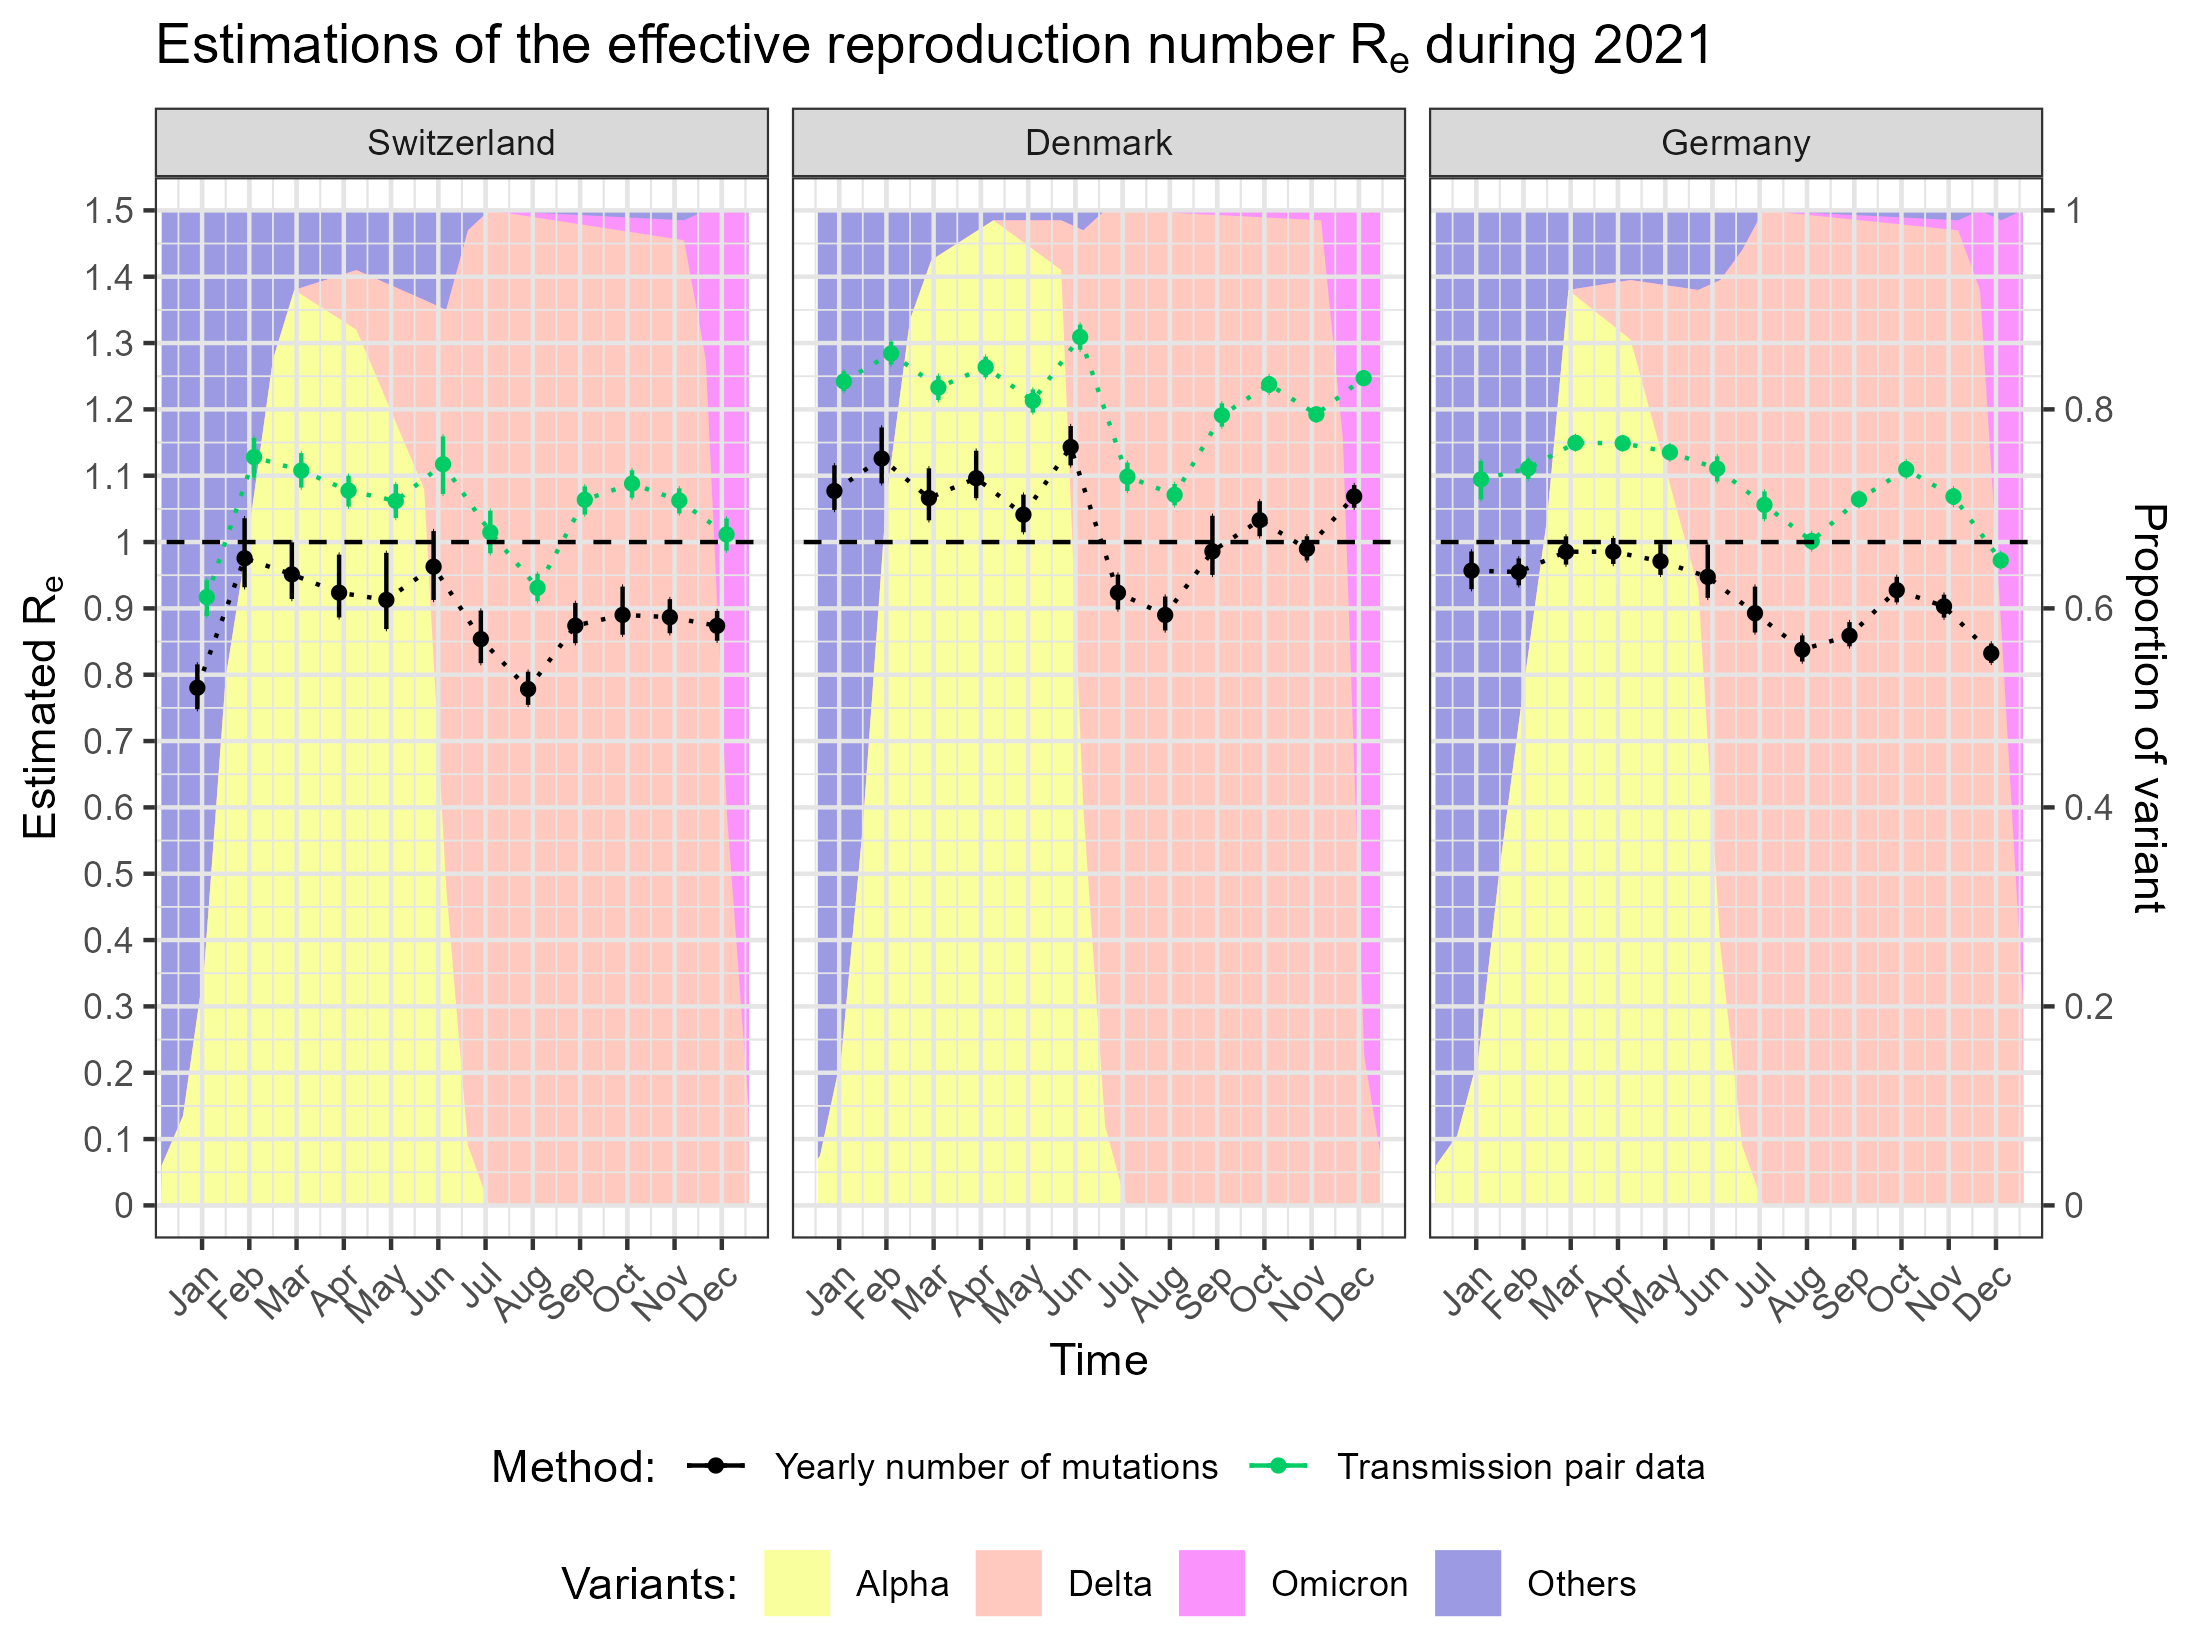 Estimations of the effective reproduction number Re during 2021
Switzerland
Denmark
Germany
Estimated Re
1.5
1.4
1.3
1.2
1.1
1
0.9
0.8
0.7
0.6
0.5
0.4
0.3
0.2
0.1
0
1
0.8
0.6
0.4
0.2
0
Proportion of variant
Jan Feb Mar Apr May Jun Jul Aug Sep Oct Nov Dec
Jan Feb Mar Apr May Jun Jul Aug Sep Oct Nov Dec
Jan Feb Mar Apr May Jun Jul Aug Sep Oct Nov Dec
Time
Method: Yearly number of mutations Transmission pair data
Variants: Alpha Delta Omicron Others